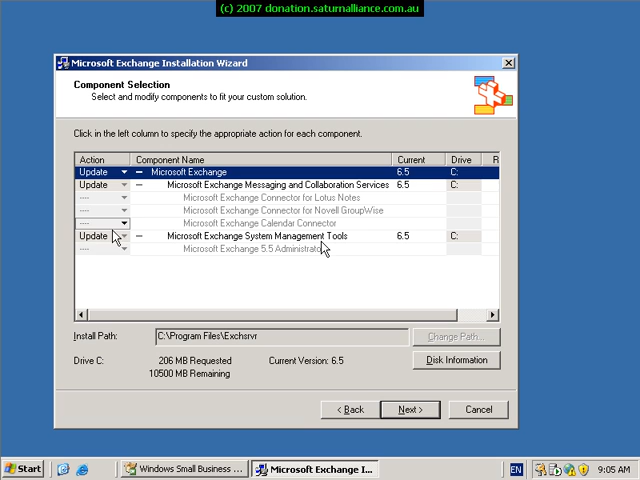 (c) 2007 donation.saturnalliance.com.au
Microsoft Exchange Installation Wizard
Component Selection
Select and modify components to fit your custom solution.
Click in the left column to specify the appropriate action for each component.
Action Component Name Current Drive R
Update Microsoft Exchange 6.5 C:
Update Microsoft Exchange Messaging and Collaboration Services 6.5 C:
---- Microsoft Exchange Connector for Lotus Notes
---- Microsoft Exchange Connector for Novell GroupWise
---- Microsoft Exchange Calendar Connector
Update Microsoft Exchange System Management Tools 6.5 C:
---- Microsoft Exchange 5.5 Administrator
Install Path: C:\Program Files\Exchsrvr Change Path...
Drive C: 206 MB Requested Current Version: 6.5 Disk Information
10500 MB Remaining
< Back Next > Cancel
Start Windows Small Business ... Microsoft Exchange I... EN 9:05 AM